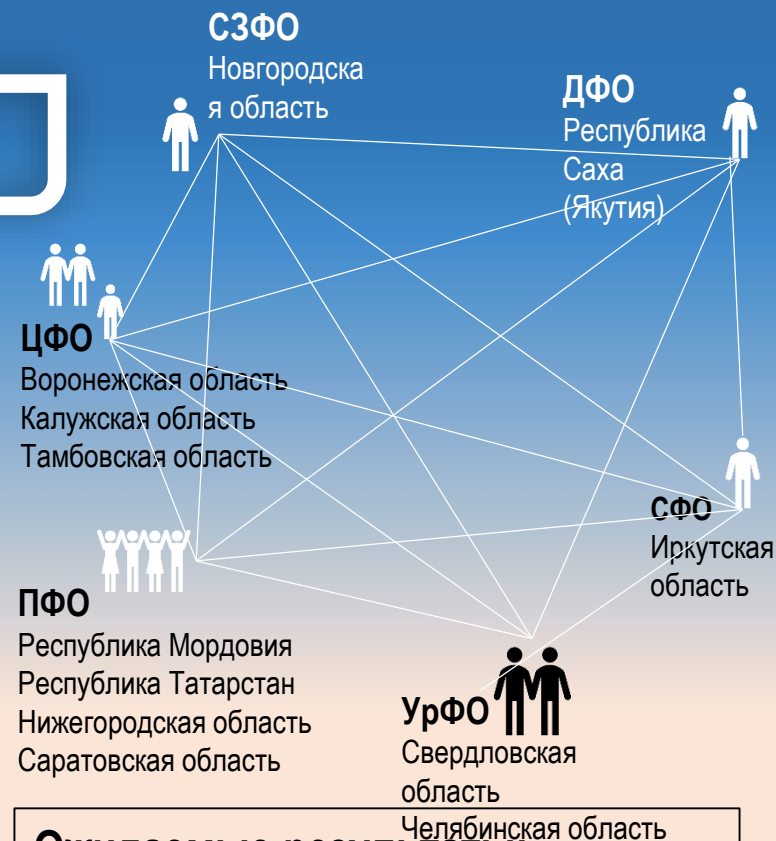 СЗФО
Новгородска
я область
ДФО
Республика
Саха
(Якутия)
ЦФО
Воронежская область
Калужская область
Тамбовская область
СФО
Иркутская
область
ПФО
Республика Мордовия
Республика Татарстан
Нижегородская область
Саратовская область
УрФО
Свердловская
область
Челябинская область